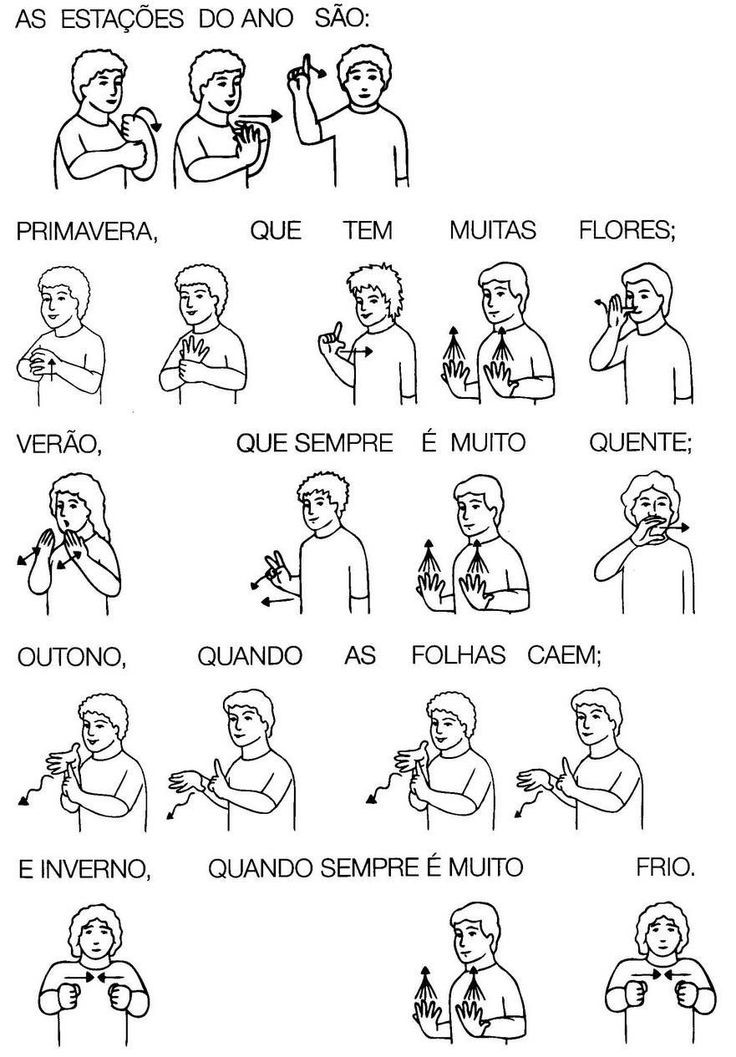 AS ESTAÇÕES DO ANO SÃO:
PRIMAVERA, QUE TEM MUITAS FLORES;
VERÃO, QUE SEMPRE É MUITO QUENTE;
OUTONO, QUANDO AS FOLHAS CAEM;
E INVERNO, QUANDO SEMPRE É MUITO FRIO.